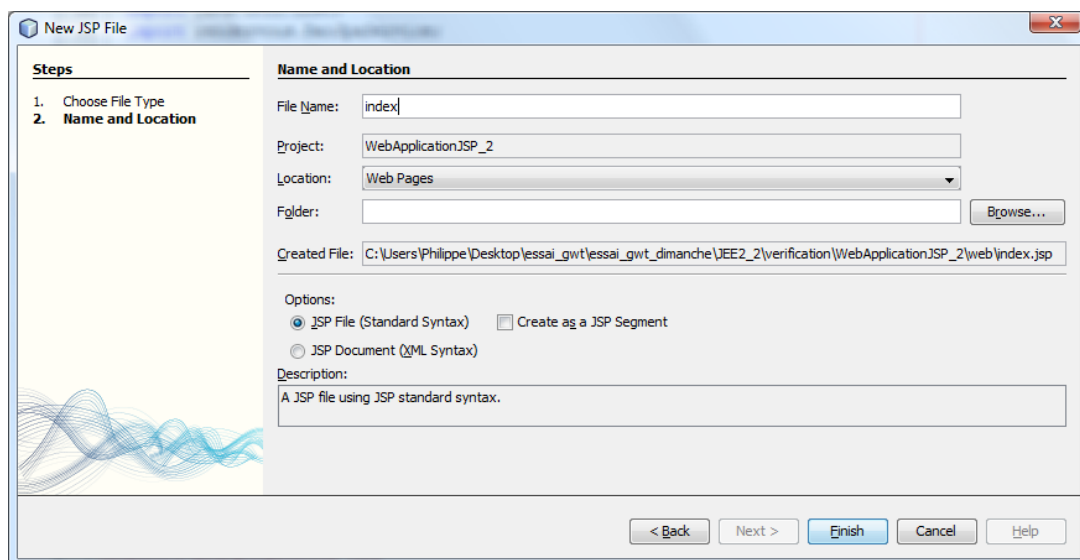 New JSP File
Steps
1. Choose File Type
2. Name and Location
Name and Location
File Name: index
Project: WebApplicationJSP_2
Location: Web Pages
Folder: Browse...
Created File: C:\Users\Philippe\Desktop\essai_gwt\essai_gwt_dimanche\JEE2_2\verification\WebApplicationJSP_2\web\index.jsp
Options:
JSP File (Standard Syntax) Create as a JSP Segment
JSP Document (XML Syntax)
Description:
A JSP file using JSP standard syntax.
< Back Next > Finish Cancel Help